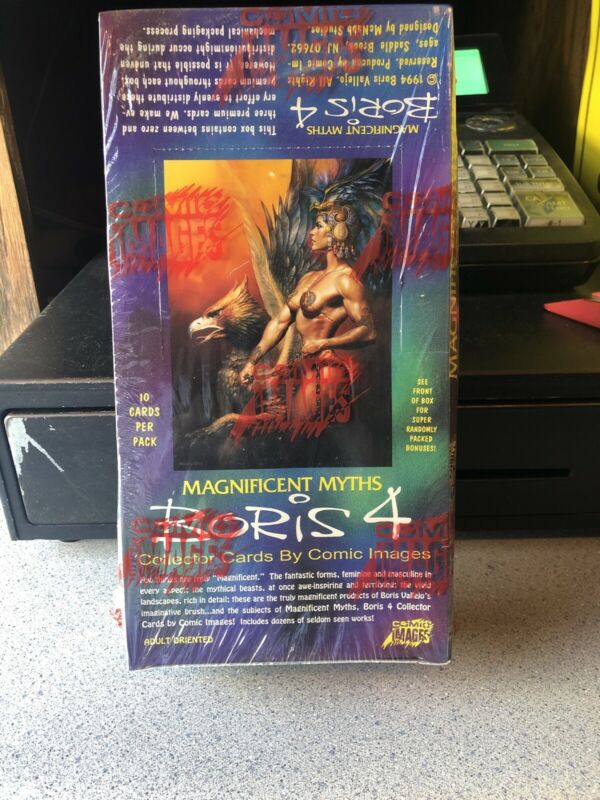 This box contains between zero and
three premium cards. We make ev-
ery effort to evenly distribute these
premium cards throughout each box.
However, it is possible that uneven
distribution might occur during the
mechanical packaging process.
MAGNIFICENT MYTHS
BORIS 4
© 1994 Boris Vallejo. All Rights
Reserved. Produced by Comic Im-
ages, Saddle Brook, NJ 07662.
Designed by McNabb Studios.
COMIC
IMAGES
10
CARDS
PER
PACK
SEE
FRONT
OF BOX
FOR
SUPER
RANDOMLY
PACKED
BONUSES!
MAGNIFICENT MYTHS
BORIS 4
Collector Cards By Comic Images
"Magnificent." The fantastic forms, feminine and masculine in
every aspect; the mythical beasts, at once awe-inspiring and terrifying; the vivid
landscapes, rich in detail; these are the truly magnificent products of Boris Vallejo's
imaginative brush...and the subjects of Magnificent Myths, Boris 4 Collector
Cards by Comic Images! Includes dozens of seldom seen works!
ADULT ORIENTED
COMIC
IMAGES